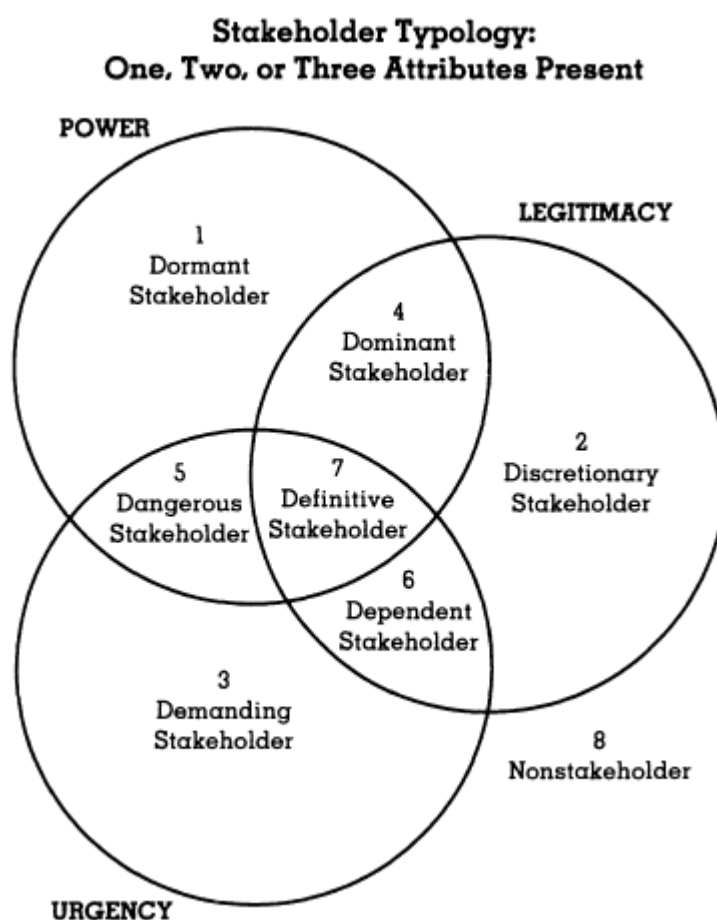 Stakeholder Typology:
One, Two, or Three Attributes Present
POWER
LEGITIMACY
1
Dormant
Stakeholder
4
Dominant
Stakeholder
2
Discretionary
Stakeholder
5
Dangerous
Stakeholder
7
Definitive
Stakeholder
6
Dependent
Stakeholder
3
Demanding
Stakeholder
8
Nonstakeholder
URGENCY